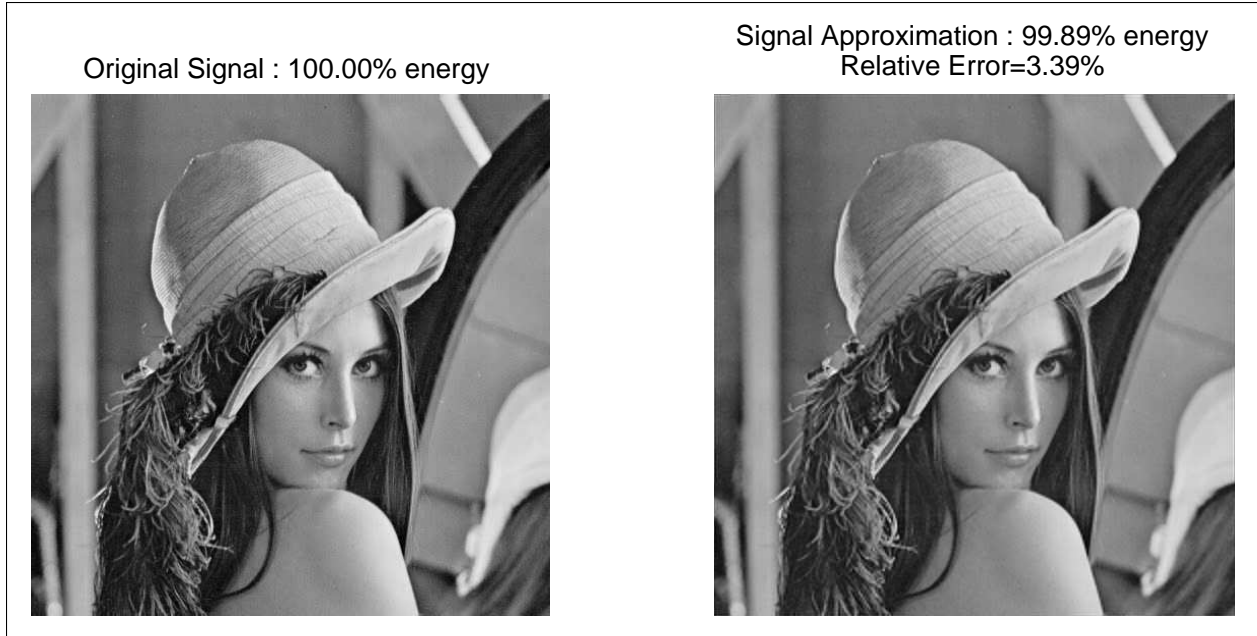 Original Signal : 100.00% energy
Signal Approximation : 99.89% energy
Relative Error=3.39%